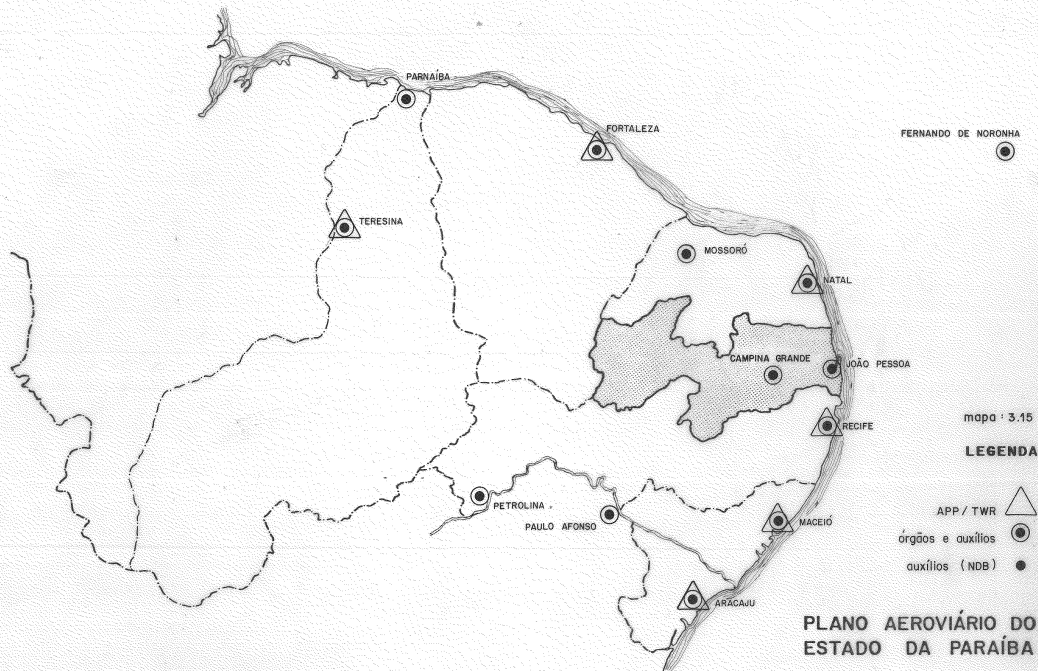 PARNAÍBA
FORTALEZA
FERNANDO DE NORONHA
TERESINA
MOSSORÓ
NATAL
CAMPINA GRANDE
JOÃO PESSOA
mapa : 3.15
RECIFE
LEGENDA
PETROLINA
APP / TWR
PAULO AFONSO
MACEIÓ
órgãos e auxílios
auxílios (NDB)
ARACAJU
PLANO AEROVIÁRIO DO
ESTADO DA PARAÍBA